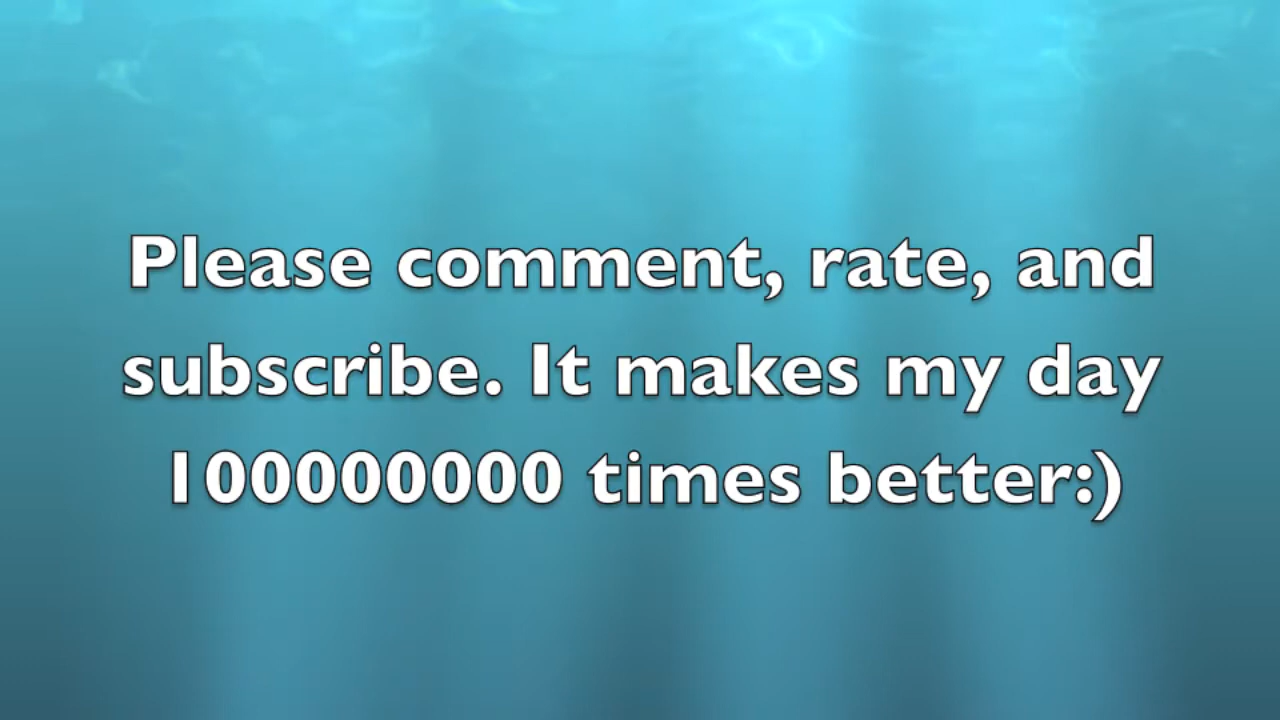 Please comment, rate, and
subscribe. It makes my day
100000000 times better:)